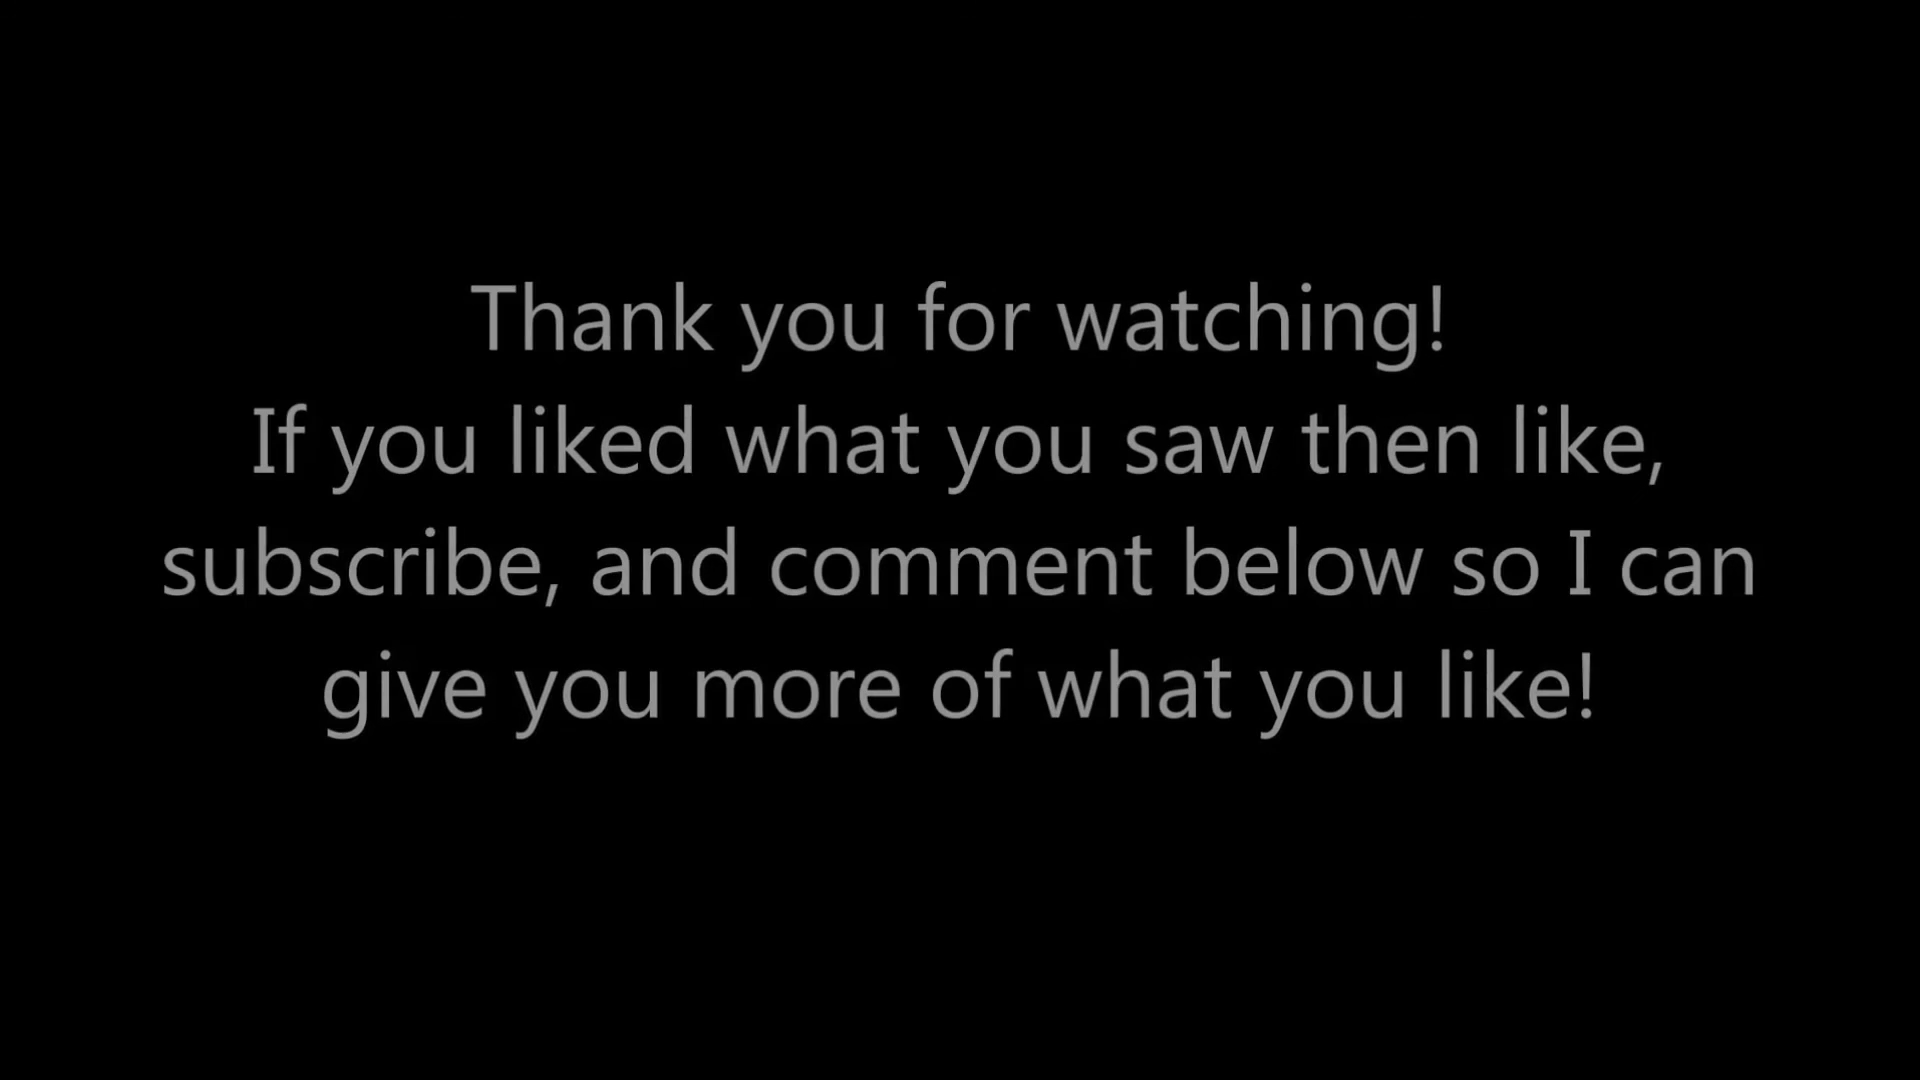 Thank you for watching!
If you liked what you saw then like,
subscribe, and comment below so I can
give you more of what you like!